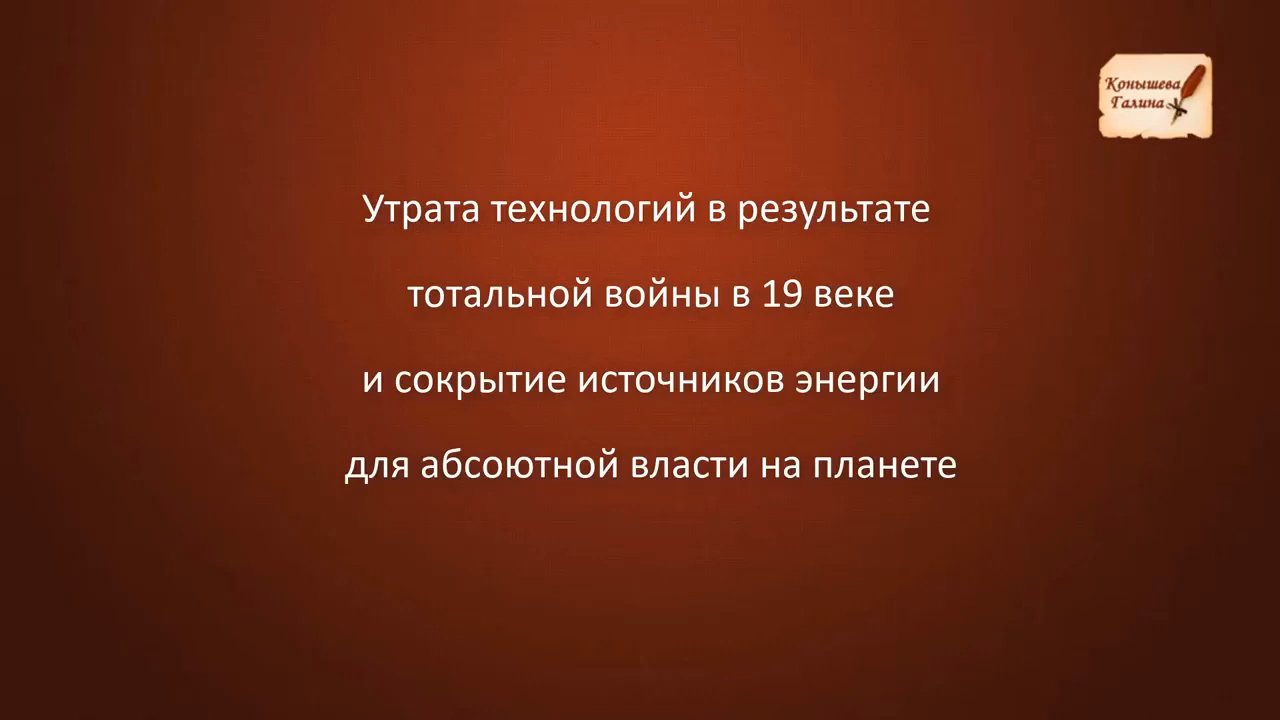 Конышева
Галина
Утрата технологий в результате
тотальной войны в 19 веке
и сокрытие источников энергии
для абсоютной власти на планете